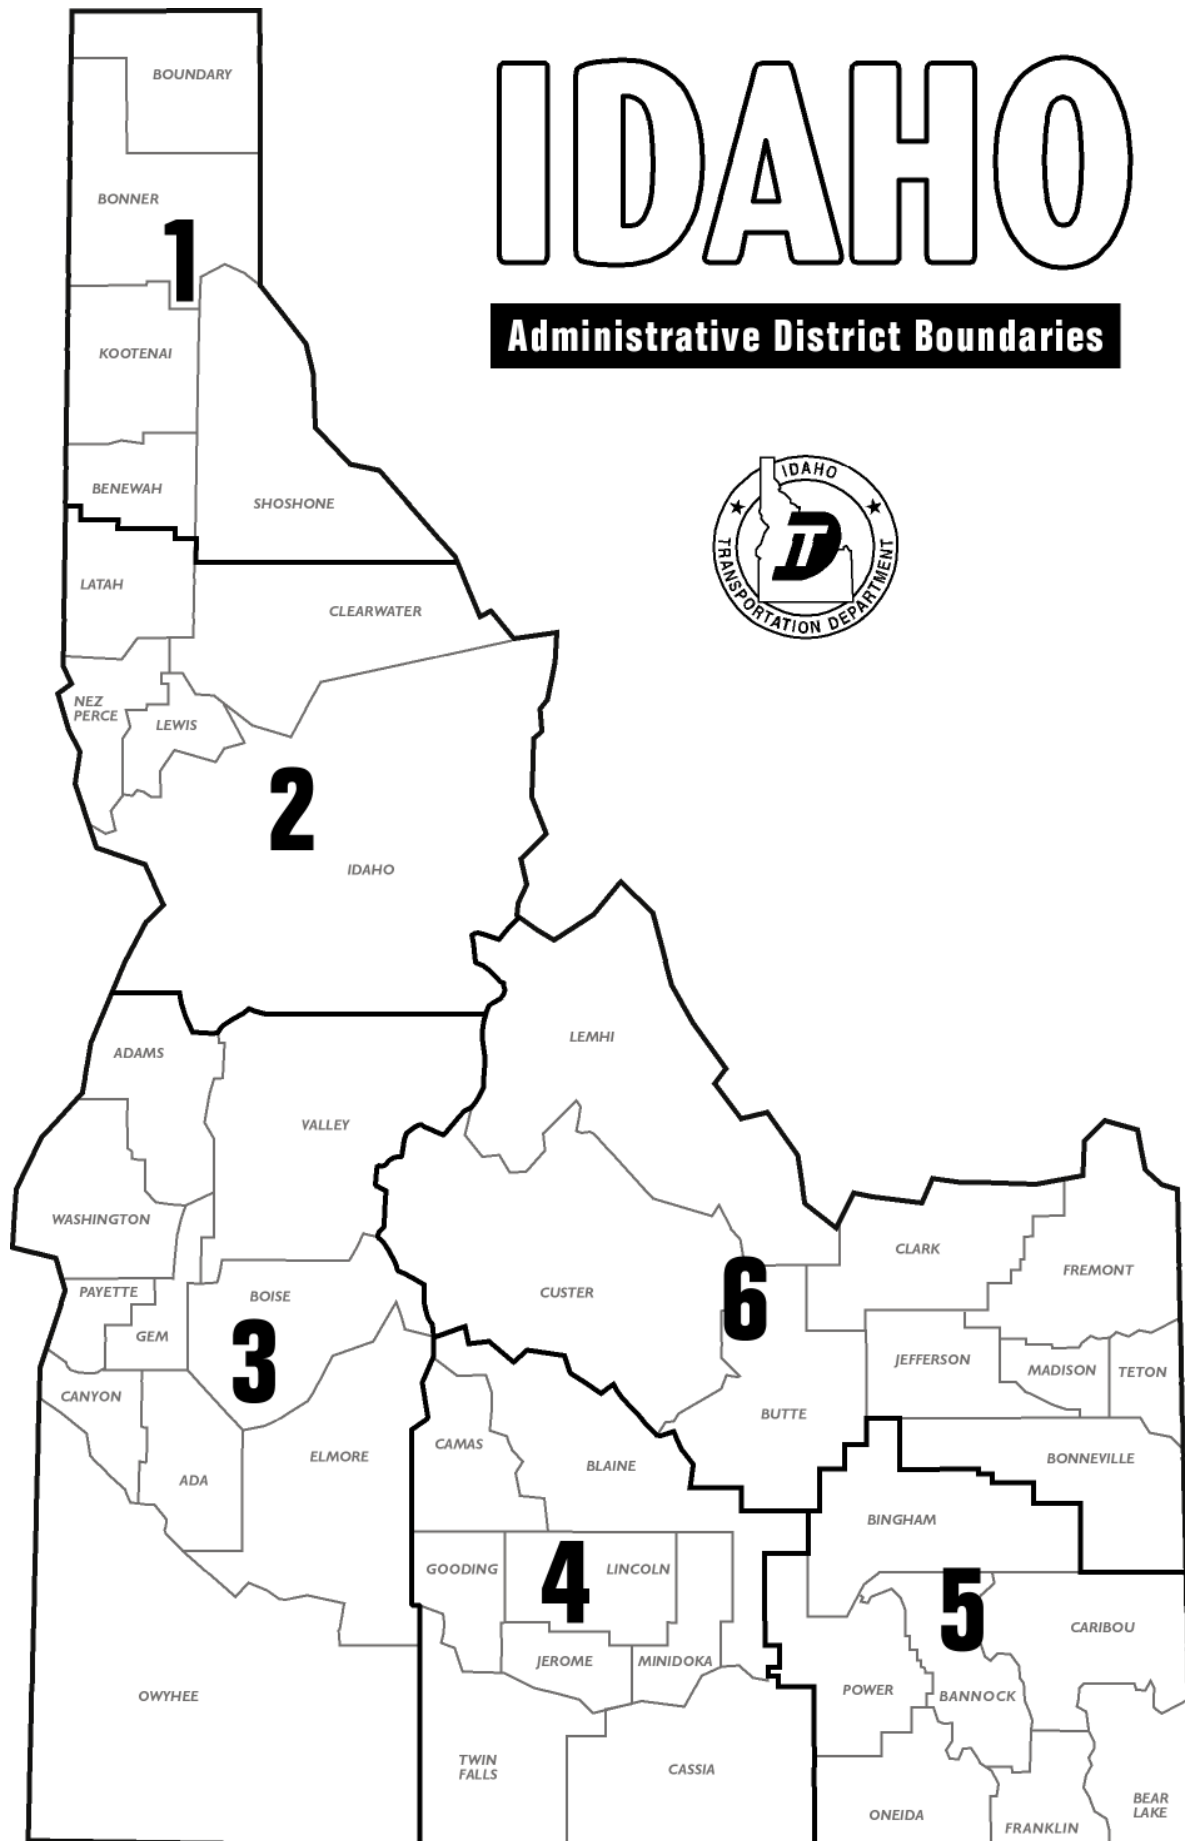 IDAHO
Administrative District Boundaries
IDAHO
TRANSPORTATION DEPARTMENT
IT
D
BOUNDARY
BONNER
1
KOOTENAI
BENEWAH
SHOSHONE
LATAH
CLEARWATER
NEZ
PERCE
LEWIS
2
IDAHO
LEMHI
ADAMS
VALLEY
WASHINGTON
CLARK
FREMONT
PAYETTE
BOISE
CUSTER
6
GEM
3
JEFFERSON
MADISON
TETON
CANYON
BUTTE
CAMAS
ELMORE
BLAINE
BONNEVILLE
ADA
BINGHAM
GOODING
4
LINCOLN
5
CARIBOU
JEROME
MINIDOKA
OWYHEE
POWER
BANNOCK
TWIN
FALLS
CASSIA
BEAR
LAKE
ONEIDA
FRANKLIN